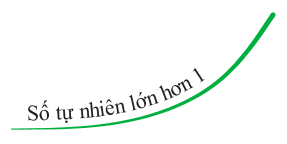 Số tự nhiên lớn hơn 1